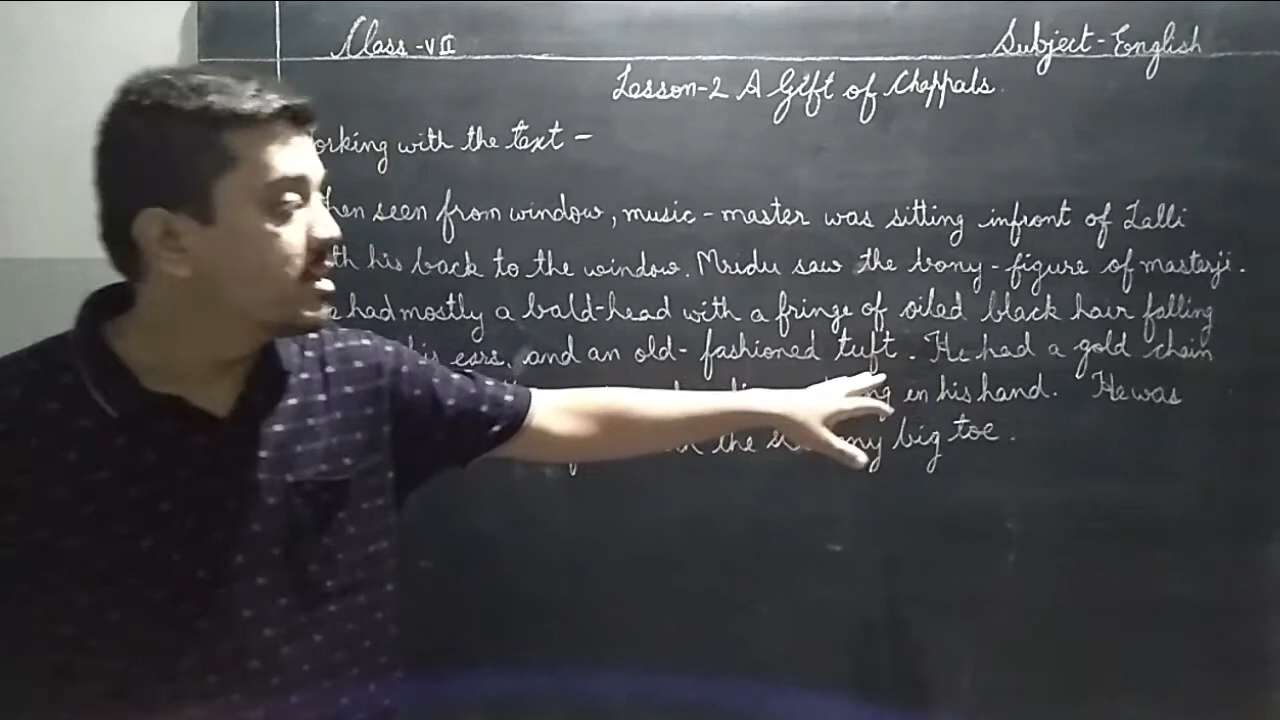 Class - VII
Subject - English
Lesson-2 A Gift of Chappals
orking with the text -
hen seen from window, music - master was sitting infront of Lalli
th his back to the window. Mridu saw the bony - figure of masterji.
had mostly a bald-head with a fringe of oiled black hair falling
his ears, and an old- fashioned tuft. He had a gold chain
in his hand. He was
the big toe.